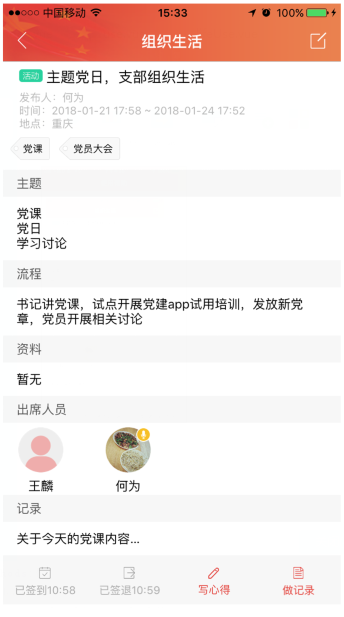 中国移动 15:33 100%
组织生活
活动 主题党日，支部组织生活
发布人：何为
时间：2018-01-21 17:58 ~ 2018-01-24 17:52
地点：重庆
党课 党员大会
主题
党课
党日
学习讨论
流程
书记讲党课，试点开展党建app试用培训，发放新党
章，党员开展相关讨论
资料
暂无
出席人员
王麟 何为
记录
关于今天的党课内容...
已签到10:58 已签退10:59 写心得 做记录